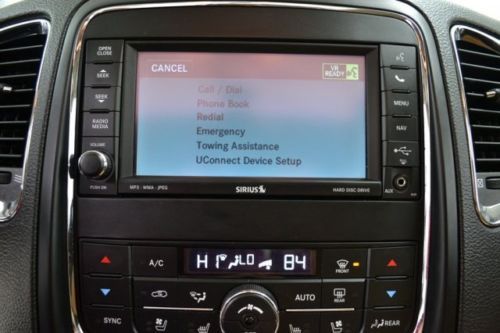 OPEN
CLOSE
SEEK
SEEK
RADIO
MEDIA
VOLUME
PUSH ON
CANCEL
VR
READY
Call / Dial
Phone Book
Redial
Emergency
Towing Assistance
UConnect Device Setup
MP3 - WMA - JPEG
SIRIUS
HARD DISC DRIVE
MENU
NAV
AUX
A/C
HI
LO
84
FRONT
AUTO
REAR
SYNC
REAR